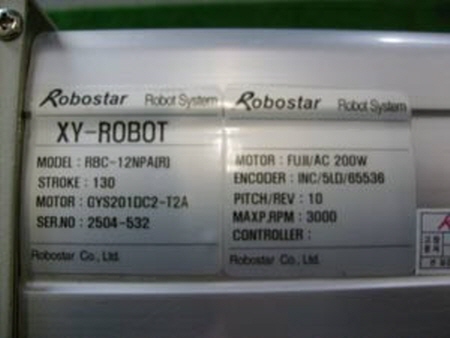 Robostar Robot System
XY-ROBOT
MODEL : RBC-12NPA(R)
STROKE : 130
MOTOR : GYS201DC2-T2A
SER.NO : 2504-532
Robostar Co., Ltd.
Robostar Robot System
MOTOR : FUJI/AC 200W
ENCODER : INC/5LD/65536
PITCH/REV : 10
MAXP.RPM : 3000
CONTROLLER :
Robostar Co., Ltd.